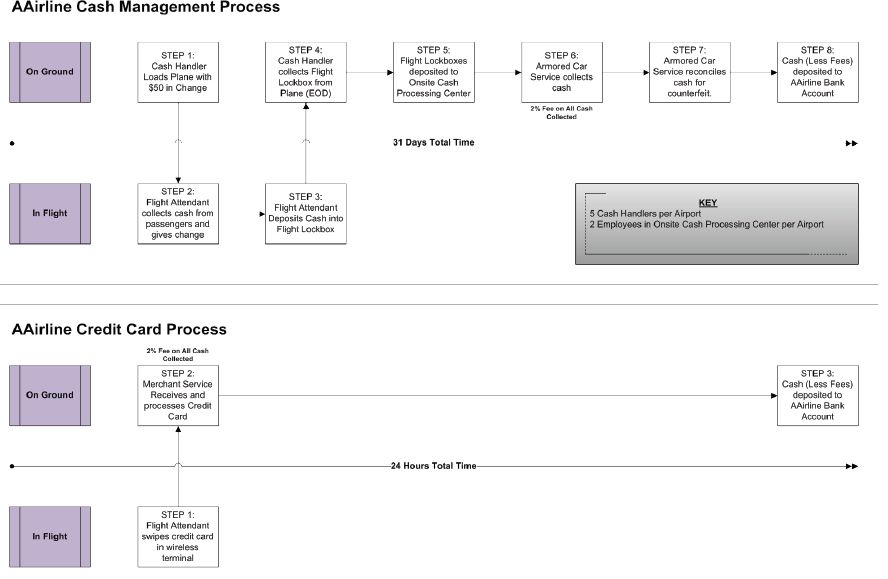 AAirline Cash Management Process
On Ground
STEP 1:
Cash Handler
Loads Plane with
$50 in Change
STEP 4:
Cash Handler
collects Flight
Lockbox from
Plane (EOD)
STEP 5:
Flight Lockboxes
deposited to
Onsite Cash
Processing Center
STEP 6:
Armored Car
Service collects
cash
2% Fee on All Cash
Collected
STEP 7:
Armored Car
Service reconciles
cash for
counterfeit.
STEP 8:
Cash (Less Fees)
deposited to
AAirline Bank
Account
31 Days Total Time
In Flight
STEP 2:
Flight Attendant
collects cash from
passengers and
gives change
STEP 3:
Flight Attendant
Deposits Cash into
Flight Lockbox
KEY
5 Cash Handlers per Airport
2 Employees in Onsite Cash Processing Center per Airport
AAirline Credit Card Process
2% Fee on All Cash
Collected
On Ground
STEP 2:
Merchant Service
Receives and
processes Credit
Card
STEP 3:
Cash (Less Fees)
deposited to
AAirline Bank
Account
24 Hours Total Time
In Flight
STEP 1:
Flight Attendant
swipes credit card
in wireless
terminal